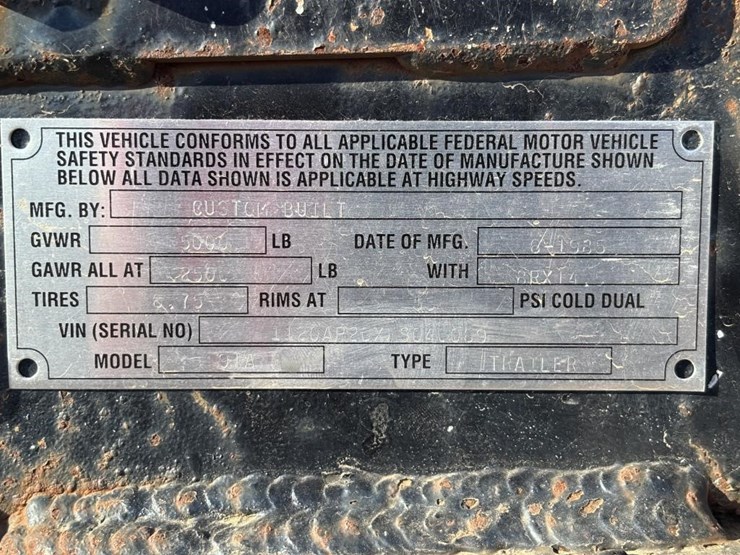 THIS VEHICLE CONFORMS TO ALL APPLICABLE FEDERAL MOTOR VEHICLE
SAFETY STANDARDS IN EFFECT ON THE DATE OF MANUFACTURE SHOWN
BELOW ALL DATA SHOWN IS APPLICABLE AT HIGHWAY SPEEDS.
MFG. BY: CUSTOM BUILT
GVWR LB DATE OF MFG.
GAWR ALL AT LB WITH
TIRES RIMS AT PSI COLD DUAL
VIN (SERIAL NO)
MODEL TYPE TRAILER